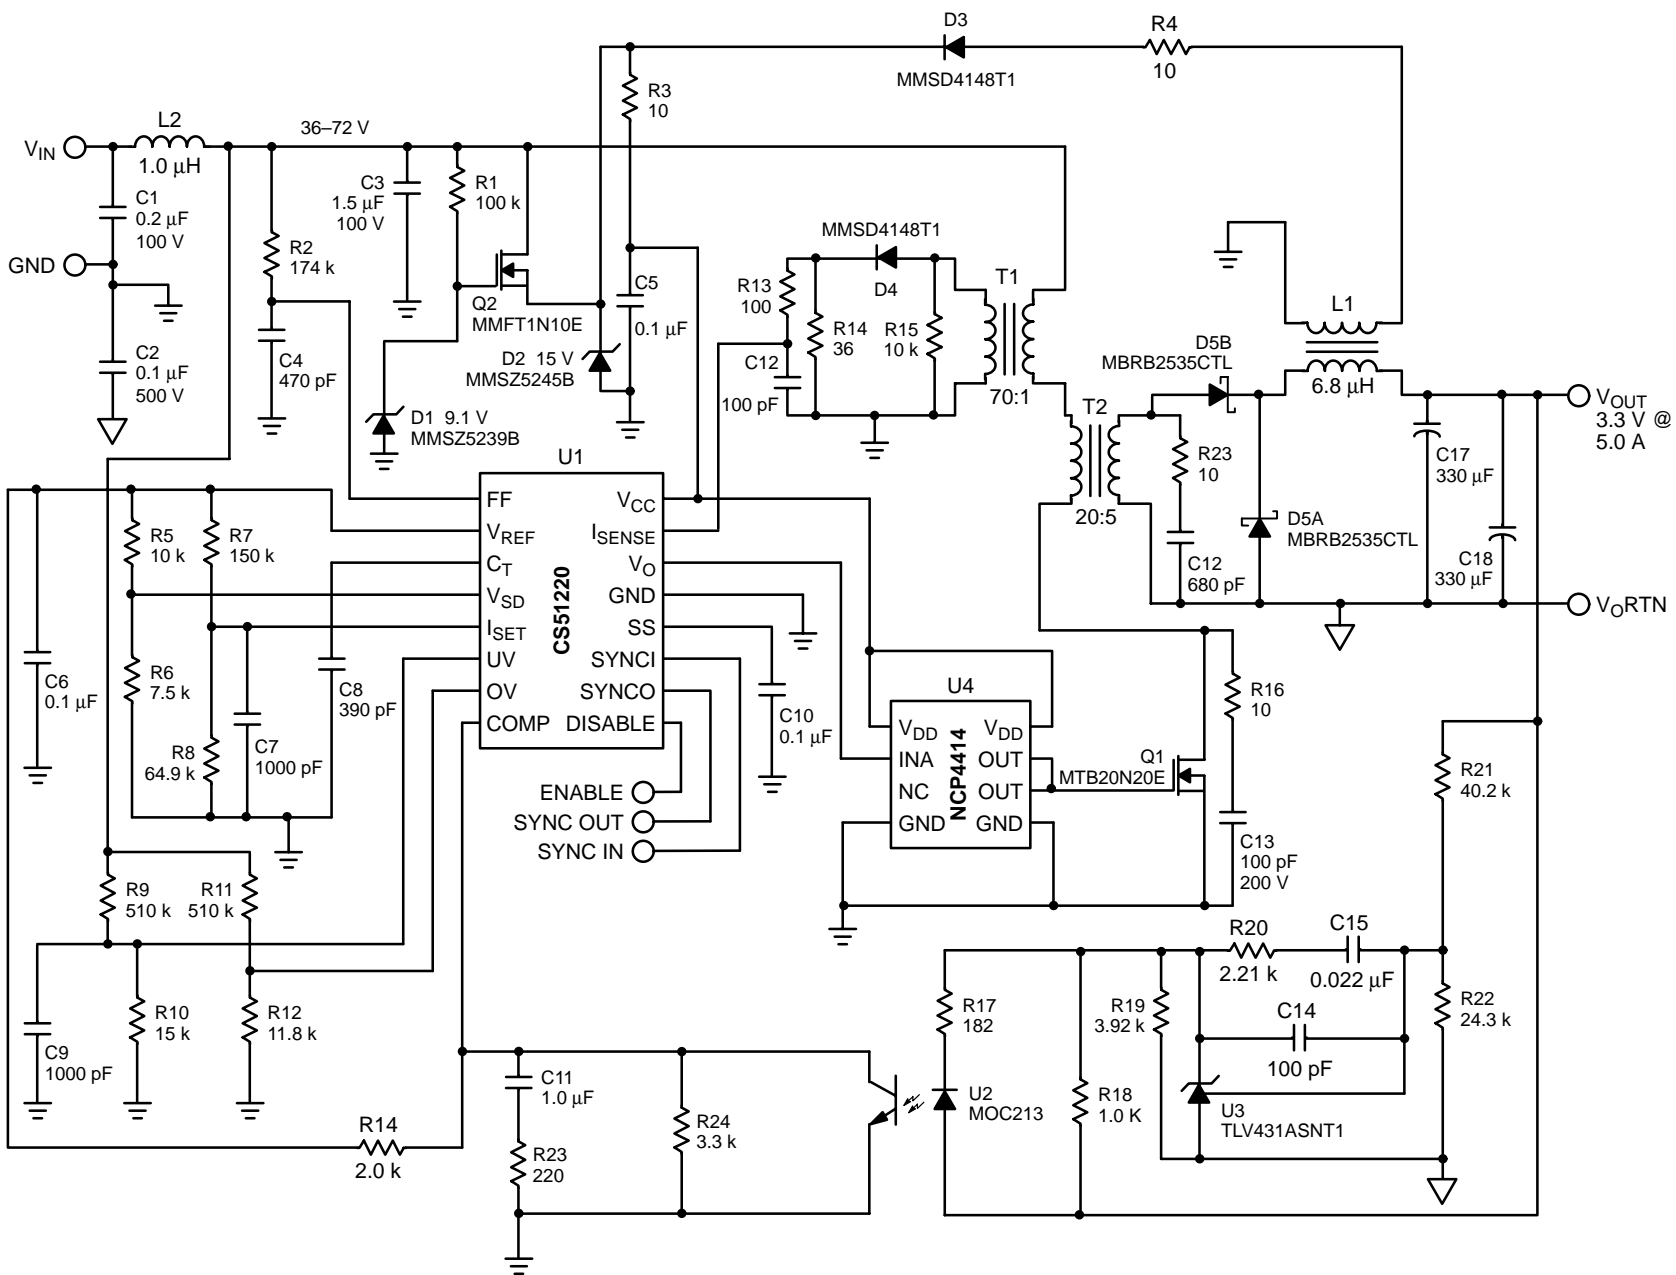 D3
MMSD4148T1
R4
10
R3
10
VIN
L2
1.0 μH
36–72 V
C1
0.2 μF
100 V
GND
C2
0.1 μF
500 V
R2
174 k
C4
470 pF
C3
1.5 μF
100 V
R1
100 k
Q2
MMFT1N10E
D2 15 V
MMSZ5245B
D1 9.1 V
MMSZ5239B
C5
0.1 μF
MMSD4148T1
D4
R13
100
R14
36
R15
10 k
C12
100 pF
T1
70:1
T2
20:5
L1
6.8 μH
D5B
MBRB2535CTL
R23
10
C12
680 pF
D5A
MBRB2535CTL
C17
330 μF
C18
330 μF
VOUT
3.3 V @
5.0 A
VORTN
U1
CS51220
FF
VREF
CT
VSD
ISET
UV
OV
COMP
VCC
ISENSE
VO
GND
SS
SYNCI
SYNCO
DISABLE
R5
10 k
R7
150 k
C6
0.1 μF
R6
7.5 k
R8
64.9 k
C7
1000 pF
C8
390 pF
C10
0.1 μF
ENABLE
SYNC OUT
SYNC IN
U4
NCP4414
VDD
INA
NC
GND
VDD
OUT
OUT
GND
Q1
MTB20N20E
R16
10
C13
100 pF
200 V
R21
40.2 k
R9
510 k
R11
510 k
R10
15 k
R12
11.8 k
C9
1000 pF
R14
2.0 k
C11
1.0 μF
R23
220
R24
3.3 k
R17
182
U2
MOC213
R18
1.0 K
R19
3.92 k
R20
2.21 k
C15
0.022 μF
C14
100 pF
U3
TLV431ASNT1
R22
24.3 k